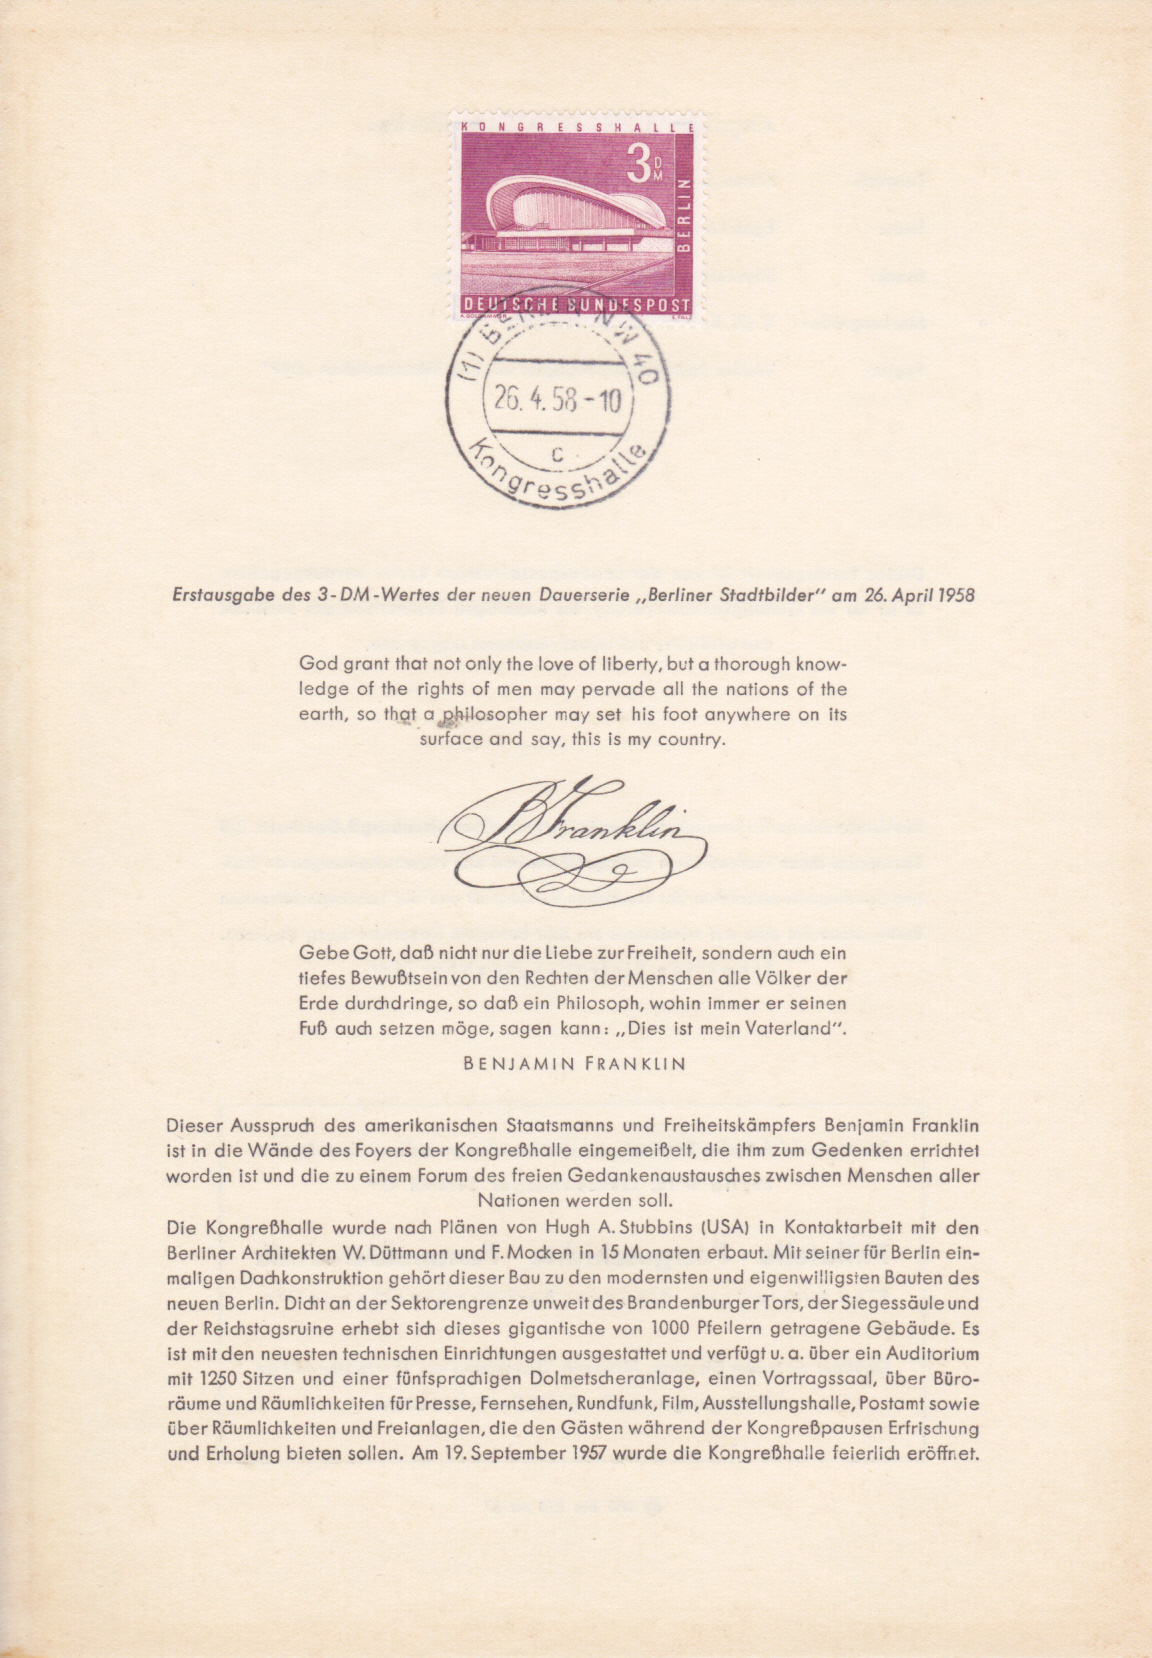 KONGRESSHALLE
3 DM
BERLIN
DEUTSCHE BUNDESPOST
(1) BERLIN NW 40
26.4.58-10
c
Kongresshalle
Erstausgabe des 3-DM-Wertes der neuen Dauerserie „Berliner Stadtbilder" am 26. April 1958
God grant that not only the love of liberty, but a thorough know-
ledge of the rights of men may pervade all the nations of the
earth, so that a philosopher may set his foot anywhere on its
surface and say, this is my country.
B Franklin
Gebe Gott, daß nicht nur die Liebe zur Freiheit, sondern auch ein
tiefes Bewußtsein von den Rechten der Menschen alle Völker der
Erde durchdringe, so daß ein Philosoph, wohin immer er seinen
Fuß auch setzen möge, sagen kann: „Dies ist mein Vaterland".
BENJAMIN FRANKLIN
Dieser Ausspruch des amerikanischen Staatsmanns und Freiheitskämpfers Benjamin Franklin
ist in die Wände des Foyers der Kongreßhalle eingemeißelt, die ihm zum Gedenken errichtet
worden ist und die zu einem Forum des freien Gedankenaustausches zwischen Menschen aller
Nationen werden soll.
Die Kongreßhalle wurde nach Plänen von Hugh A. Stubbins (USA) in Kontaktarbeit mit den
Berliner Architekten W. Düttmann und F. Mocken in 15 Monaten erbaut. Mit seiner für Berlin ein-
maligen Dachkonstruktion gehört dieser Bau zu den modernsten und eigenwilligsten Bauten des
neuen Berlin. Dicht an der Sektorengrenze unweit des Brandenburger Tors, der Siegessäule und
der Reichstagsruine erhebt sich dieses gigantische von 1000 Pfeilern getragene Gebäude. Es
ist mit den neuesten technischen Einrichtungen ausgestattet und verfügt u. a. über ein Auditorium
mit 1250 Sitzen und einer fünfsprachigen Dolmetscheranlage, einen Vortragssaal, über Büro-
räume und Räumlichkeiten für Presse, Fernsehen, Rundfunk, Film, Ausstellungshalle, Postamt sowie
über Räumlichkeiten und Freianlagen, die den Gästen während der Kongreßpausen Erfrischung
und Erholung bieten sollen. Am 19. September 1957 wurde die Kongreßhalle feierlich eröffnet.